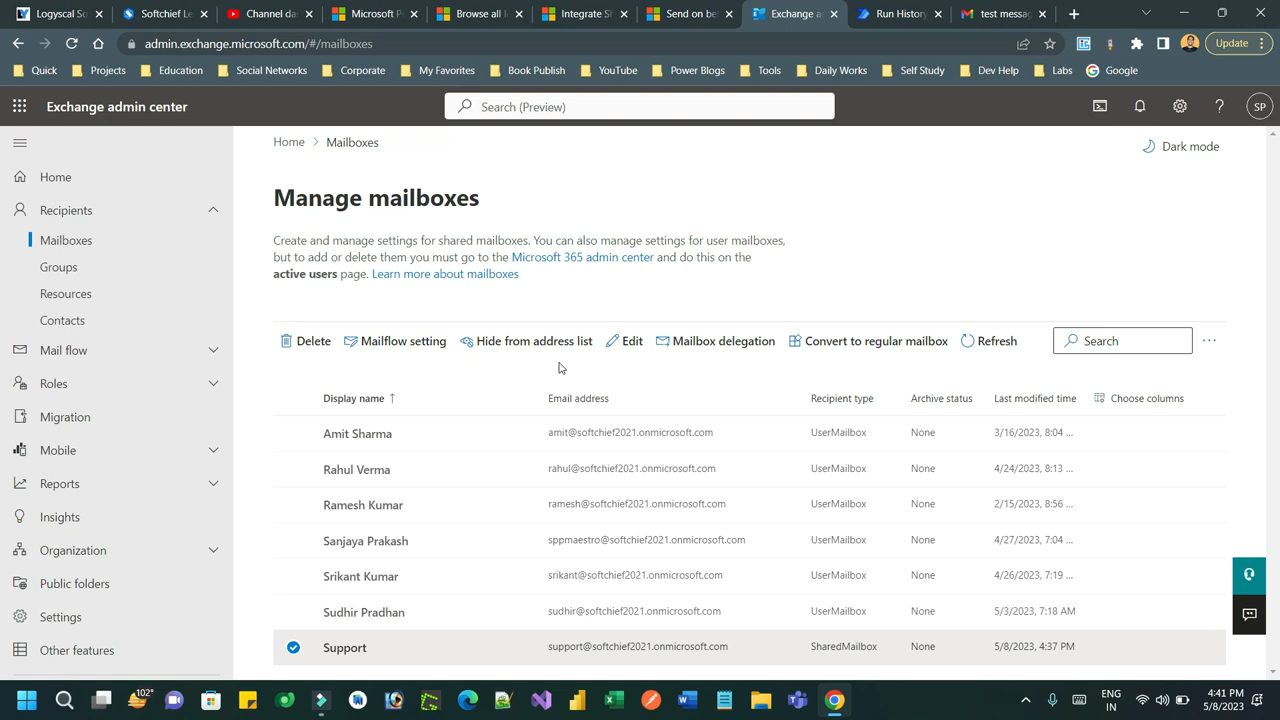 Logysal So
Softchief Le
Channel das
Microsoft Po
Browse all le
Integrate Sh
Send on beh
Exchange a
Run History
test messag
admin.exchange.microsoft.com/#/mailboxes
Update
Quick
Projects
Education
Social Networks
Corporate
My Favorites
Book Publish
YouTube
Power Blogs
Tools
Daily Works
Self Study
Dev Help
Labs
Google
Exchange admin center
Search (Preview)
SP
Home
Recipients
Mailboxes
Groups
Resources
Contacts
Mail flow
Roles
Migration
Mobile
Reports
Insights
Organization
Public folders
Settings
Other features
Home > Mailboxes
Dark mode
Manage mailboxes
Create and manage settings for shared mailboxes. You can also manage settings for user mailboxes,
but to add or delete them you must go to the Microsoft 365 admin center and do this on the
active users page. Learn more about mailboxes
Delete Mailflow setting Hide from address list Edit Mailbox delegation Convert to regular mailbox Refresh Search ...
Display name ↑ Email address Recipient type Archive status Last modified time Choose columns
Amit Sharma amit@softchief2021.onmicrosoft.com UserMailbox None 3/16/2023, 8:04 ...
Rahul Verma rahul@softchief2021.onmicrosoft.com UserMailbox None 4/24/2023, 8:13 ...
Ramesh Kumar ramesh@softchief2021.onmicrosoft.com UserMailbox None 2/15/2023, 8:56 ...
Sanjaya Prakash sppmaestro@softchief2021.onmicrosoft.com UserMailbox None 4/27/2023, 7:04 ...
Srikant Kumar srikant@softchief2021.onmicrosoft.com UserMailbox None 4/26/2023, 7:19 ...
Sudhir Pradhan sudhir@softchief2021.onmicrosoft.com UserMailbox None 5/3/2023, 7:18 AM
Support support@softchief2021.onmicrosoft.com SharedMailbox None 5/8/2023, 4:37 PM
102°
ENG
IN
4:41 PM
5/8/2023